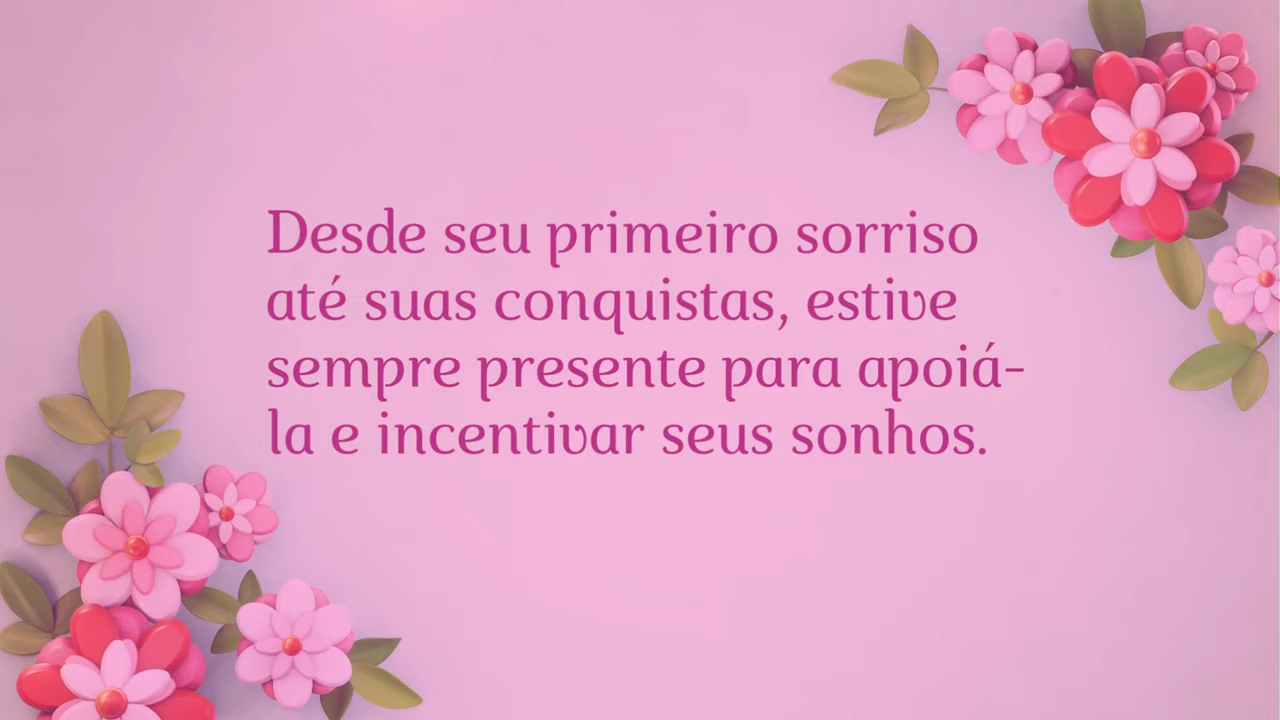 Desde seu primeiro sorriso
até suas conquistas, estive
sempre presente para apoiá-
la e incentivar seus sonhos.